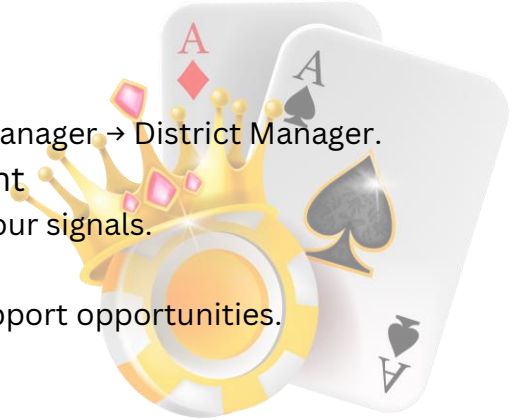 A
A
anager → District Manager.
nt
our signals.
pport opportunities.
A